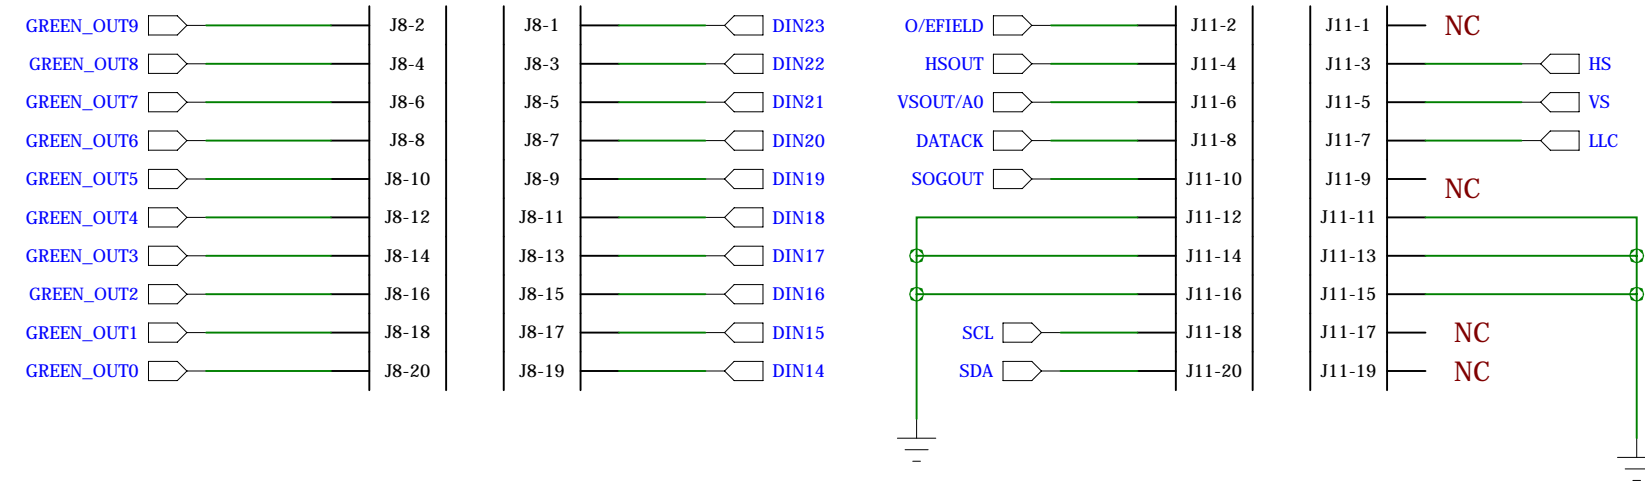 GREEN_OUT9 J8-2 J8-1 DIN23 O/EFIELD J11-2 J11-1 NC
GREEN_OUT8 J8-4 J8-3 DIN22 HSOUT J11-4 J11-3 HS
GREEN_OUT7 J8-6 J8-5 DIN21 VSOUT/A0 J11-6 J11-5 VS
GREEN_OUT6 J8-8 J8-7 DIN20 DATACK J11-8 J11-7 LLC
GREEN_OUT5 J8-10 J8-9 DIN19 SOGOUT J11-10 J11-9 NC
GREEN_OUT4 J8-12 J8-11 DIN18 J11-12 J11-11
GREEN_OUT3 J8-14 J8-13 DIN17 J11-14 J11-13
GREEN_OUT2 J8-16 J8-15 DIN16 J11-16 J11-15
GREEN_OUT1 J8-18 J8-17 DIN15 SCL J11-18 J11-17 NC
GREEN_OUT0 J8-20 J8-19 DIN14 SDA J11-20 J11-19 NC